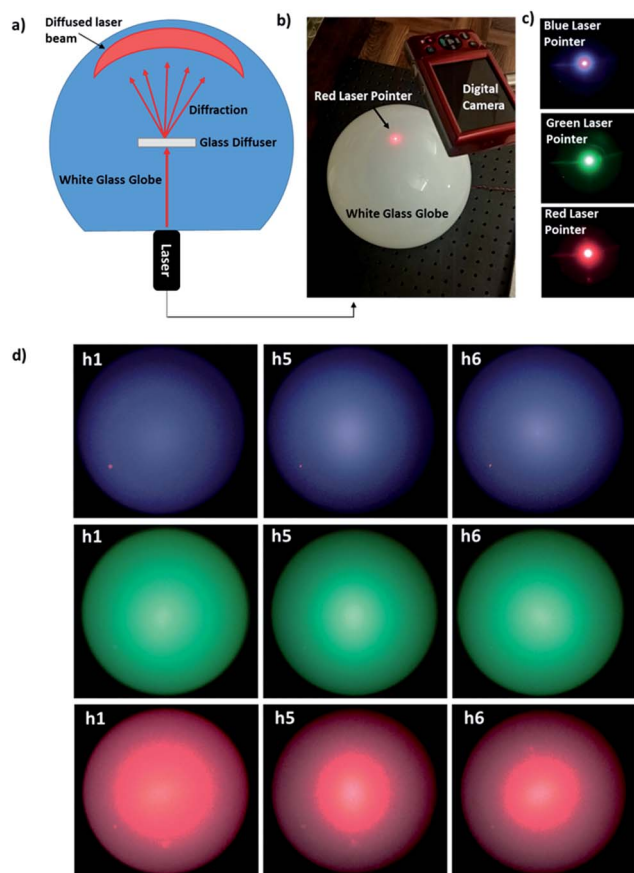 a)
Diffused laser
beam
Diffraction
Glass Diffuser
White Glass Globe
Laser
b)
Red Laser Pointer
Digital
Camera
White Glass Globe
c)
Blue Laser
Pointer
Green Laser
Pointer
Red Laser
Pointer
d)
h1
h5
h6
h1
h5
h6
h1
h5
h6